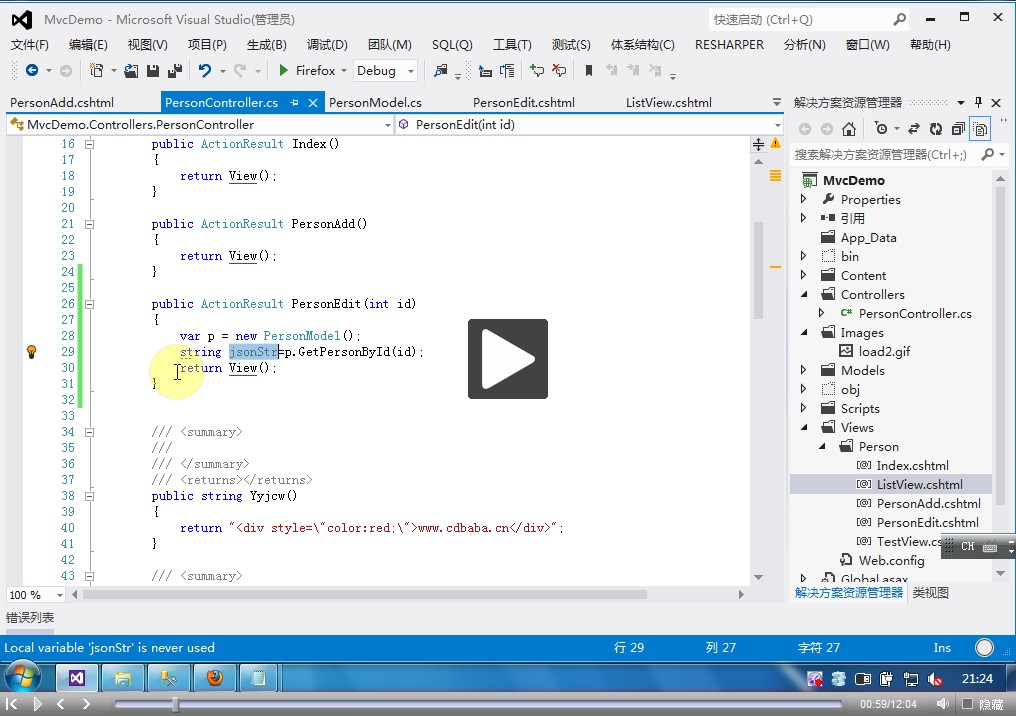 MvcDemo - Microsoft Visual Studio(管理员)
快速启动 (Ctrl+Q)
文件(F) 编辑(E) 视图(V) 项目(P) 生成(B) 调试(D) 团队(M) SQL(Q) 工具(T) 测试(S) 体系结构(C) RESHARPER 分析(N) 窗口(W) 帮助(H)
Firefox Debug
PersonAdd.cshtml PersonController.cs PersonModel.cs PersonEdit.cshtml ListView.cshtml
MvcDemo.Controllers.PersonController PersonEdit(int id)
16 public ActionResult Index()
17 {
18 return View();
19 }
20
21 public ActionResult PersonAdd()
22 {
23 return View();
24 }
25
26 public ActionResult PersonEdit(int id)
27 {
28 var p = new PersonModel();
29 string jsonStr=p.GetPersonById(id);
30 return View();
31 }
32
33
34 /// <summary>
35 ///
36 /// </summary>
37 /// <returns></returns>
38 public string Yyjcw()
39 {
40 return "<div style=\"color:red;\">www.cdbaba.cn</div>";
41 }
42
43 /// <summary>
100 %
解决方案资源管理器
搜索解决方案资源管理器(Ctrl+;)
MvcDemo
Properties
引用
App_Data
bin
Content
Controllers
PersonController.cs
Images
load2.gif
Models
obj
Scripts
Views
Person
Index.cshtml
ListView.cshtml
PersonAdd.cshtml
PersonEdit.cshtml
TestView.cs
CH
Web.config
Global.asax
解决方案资源管理器 类视图
错误列表
Local variable 'jsonStr' is never used 行 29 列 27 字符 27 Ins
21:24
00:59/12:04 隐藏